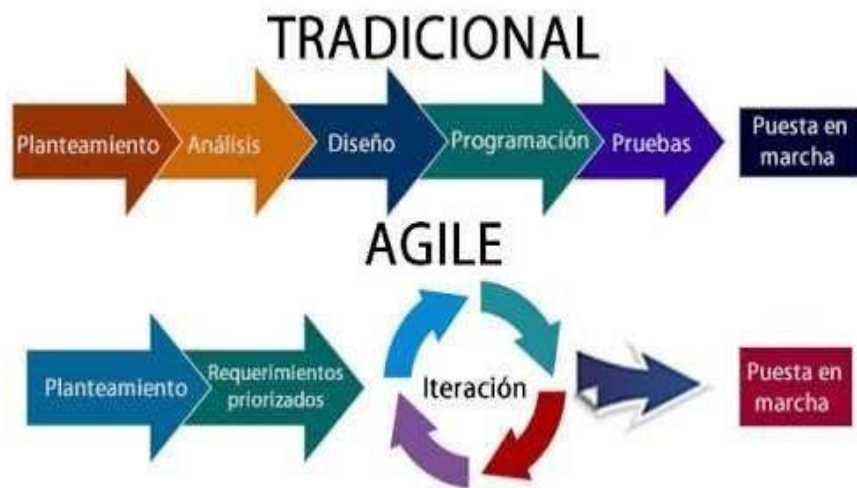 TRADICIONAL
Planteamiento
Análisis
Diseño
Programación
Pruebas
Puesta en
marcha
AGILE
Planteamiento
Requerimientos
priorizados
Iteración
Puesta en
marcha